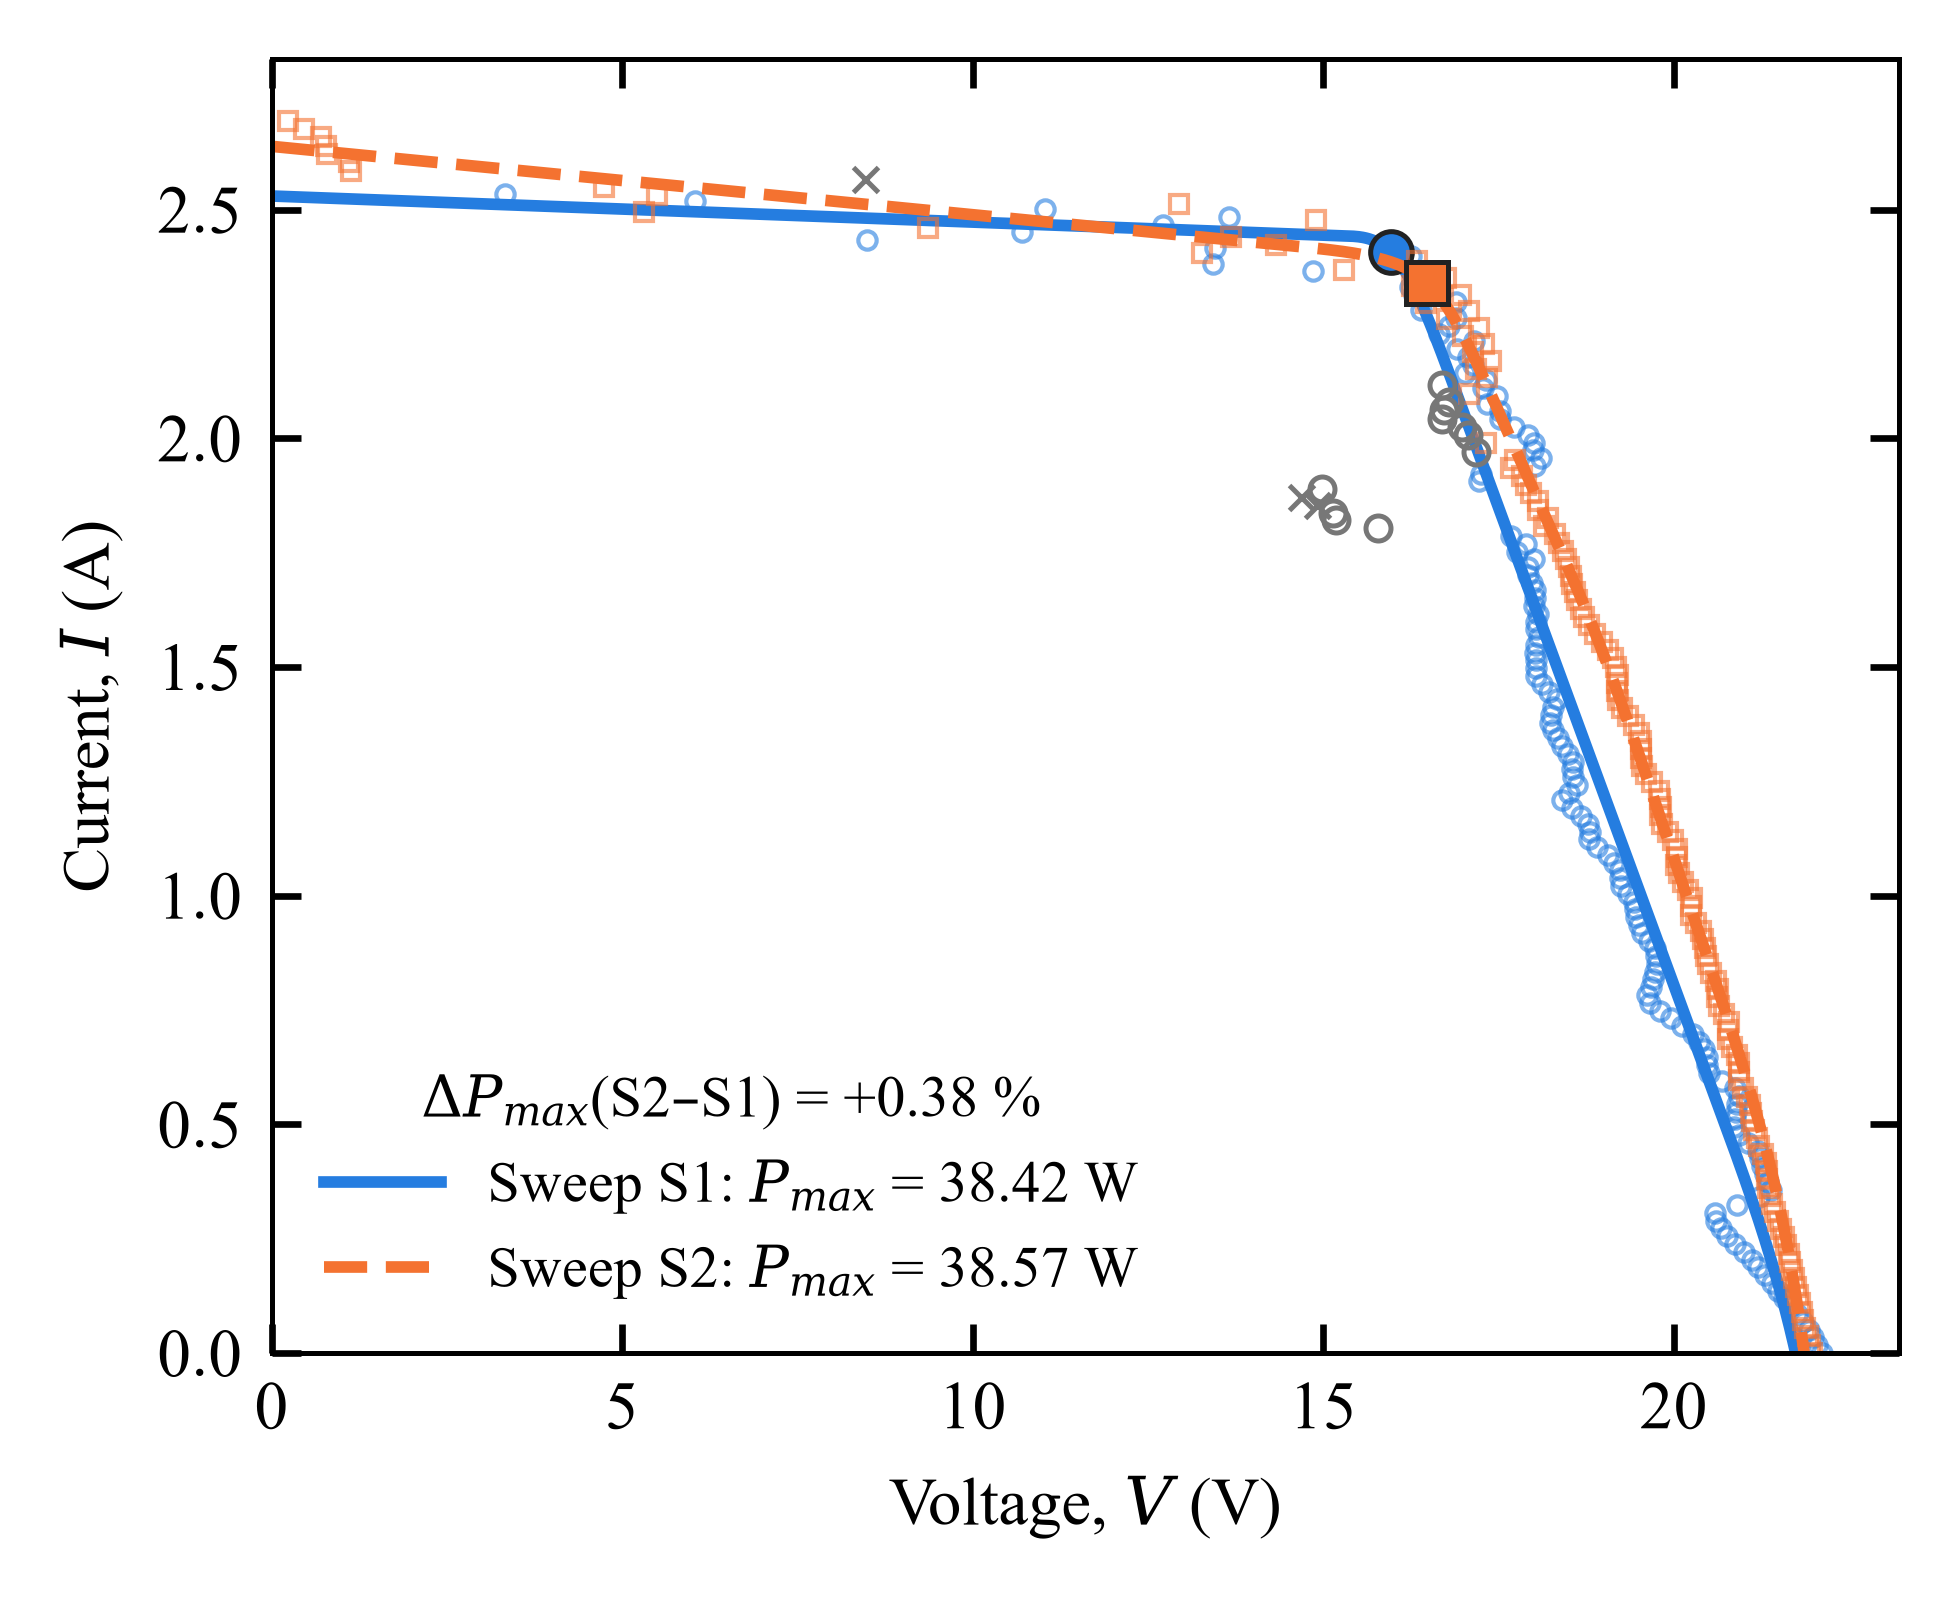 2.5
2.0
1.5
1.0
0.5
0.0
Current, I (A)
ΔPmax(S2−S1) = +0.38 %
Sweep S1: Pmax = 38.42 W
Sweep S2: Pmax = 38.57 W
0 5 10 15 20
Voltage, V (V)